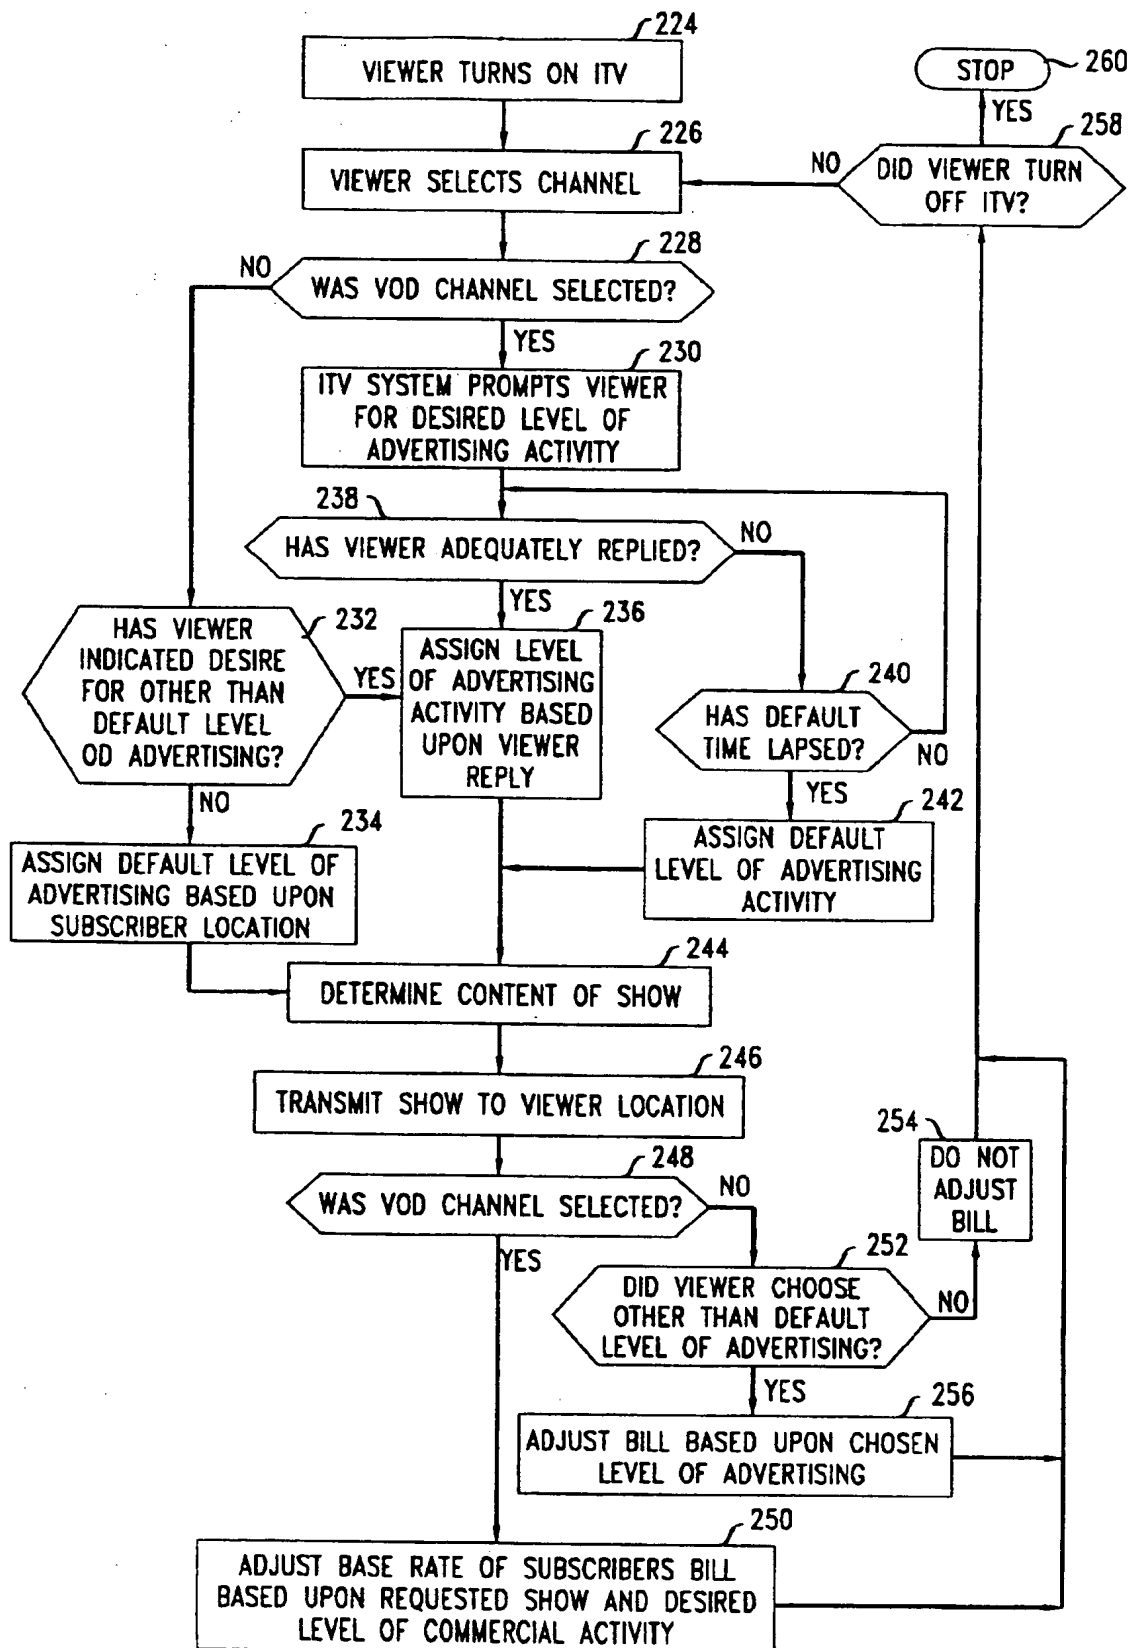 224
VIEWER TURNS ON ITV
STOP
260
YES
226
VIEWER SELECTS CHANNEL
NO
258
DID VIEWER TURN
OFF ITV?
228
NO
WAS VOD CHANNEL SELECTED?
YES
230
ITV SYSTEM PROMPTS VIEWER
FOR DESIRED LEVEL OF
ADVERTISING ACTIVITY
238
HAS VIEWER ADEQUATELY REPLIED?
NO
YES
232
HAS VIEWER
INDICATED DESIRE
FOR OTHER THAN
DEFAULT LEVEL
OD ADVERTISING?
YES
NO
236
ASSIGN LEVEL
OF ADVERTISING
ACTIVITY BASED
UPON VIEWER
REPLY
240
HAS DEFAULT
TIME LAPSED?
NO
YES
234
ASSIGN DEFAULT LEVEL OF
ADVERTISING BASED UPON
SUBSCRIBER LOCATION
242
ASSIGN DEFAULT
LEVEL OF ADVERTISING
ACTIVITY
244
DETERMINE CONTENT OF SHOW
246
TRANSMIT SHOW TO VIEWER LOCATION
248
WAS VOD CHANNEL SELECTED?
NO
YES
254
DO NOT
ADJUST
BILL
252
DID VIEWER CHOOSE
OTHER THAN DEFAULT
LEVEL OF ADVERTISING?
NO
YES
256
ADJUST BILL BASED UPON CHOSEN
LEVEL OF ADVERTISING
250
ADJUST BASE RATE OF SUBSCRIBERS BILL
BASED UPON REQUESTED SHOW AND DESIRED
LEVEL OF COMMERCIAL ACTIVITY